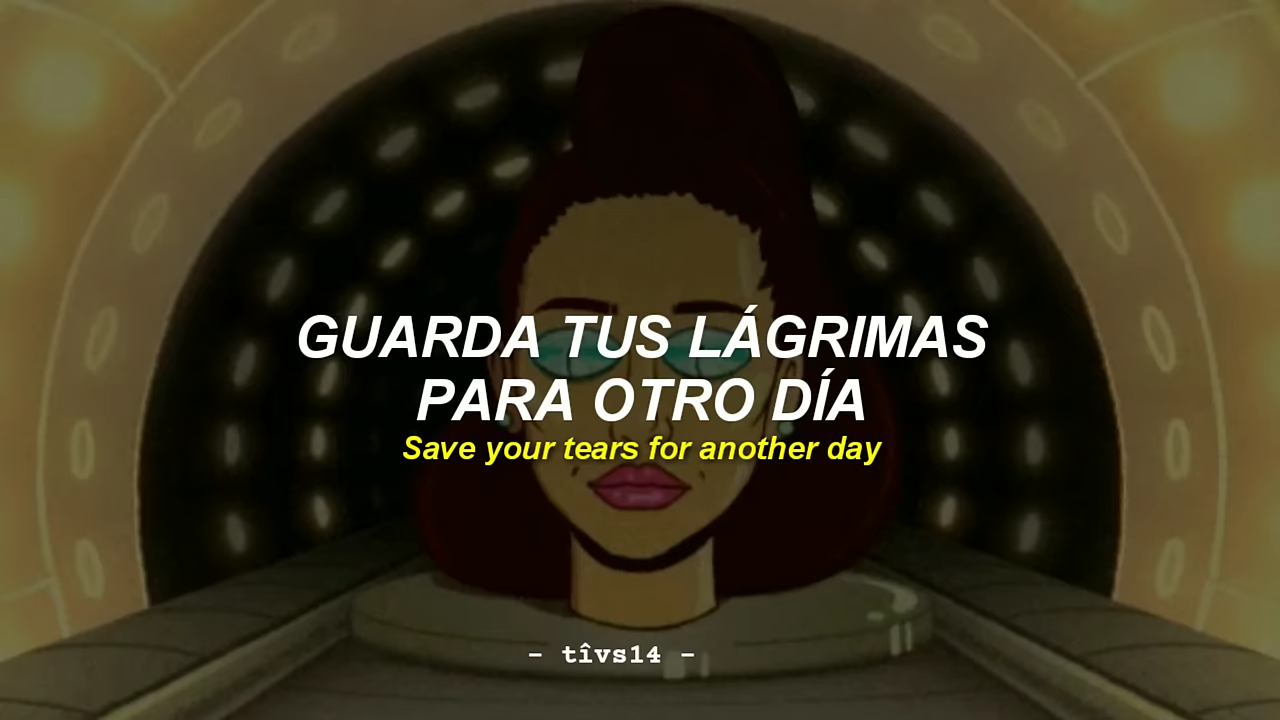 GUARDA TUS LÁGRIMAS
PARA OTRO DÍA
Save your tears for another day
- tîvs14 -